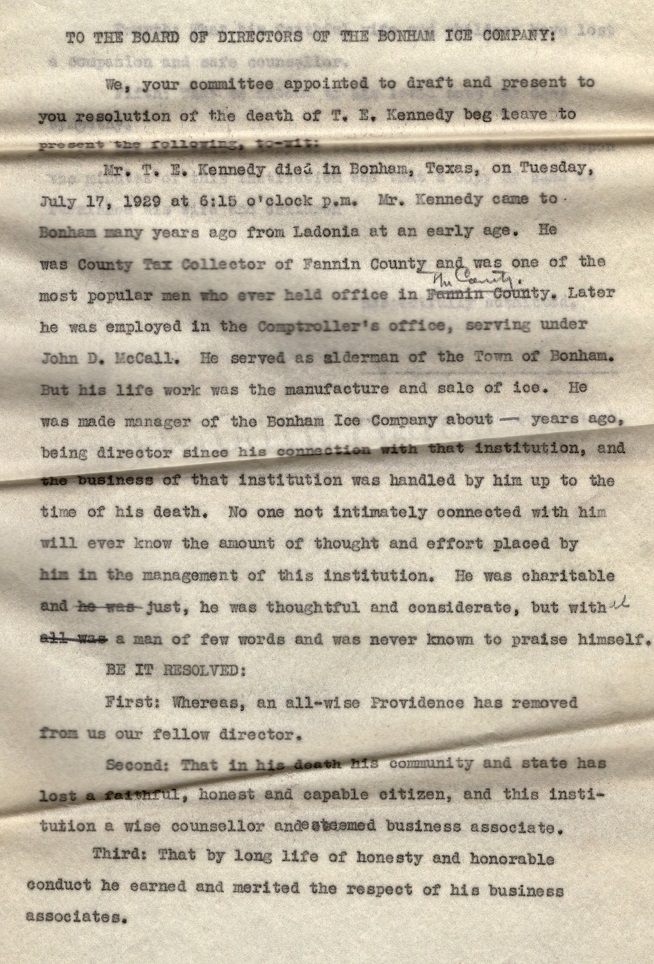 TO THE BOARD OF DIRECTORS OF THE BONHAM ICE COMPANY:
We, your committee appointed to draft and present to
you resolution of the death of T. E. Kennedy beg leave to
present the following, to-wit:
Mr. T. E. Kennedy died in Bonham, Texas, on Tuesday,
July 17, 1929 at 6:15 o'clock p.m. Mr. Kennedy came to
Bonham many years ago from Ladonia at an early age. He
was County Tax Collector of Fannin County and was one of the
the County.
most popular men who ever held office in Fannin County. Later
he was employed in the Comptroller's office, serving under
John D. McCall. He served as alderman of the Town of Bonham.
But his life work was the manufacture and sale of ice. He
was made manager of the Bonham Ice Company about — years ago,
being director since his connection with that institution, and
the business of that institution was handled by him up to the
time of his death. No one not intimately connected with him
will ever know the amount of thought and effort placed by
him in the management of this institution. He was charitable
and he was just, he was thoughtful and considerate, but with
all was a man of few words and was never known to praise himself.
BE IT RESOLVED:
First: Whereas, an all-wise Providence has removed
from us our fellow director.
Second: That in his death his community and state has
lost a faithful, honest and capable citizen, and this insti-
tution a wise counsellor and esteemed business associate.
Third: That by long life of honesty and honorable
conduct he earned and merited the respect of his business
associates.